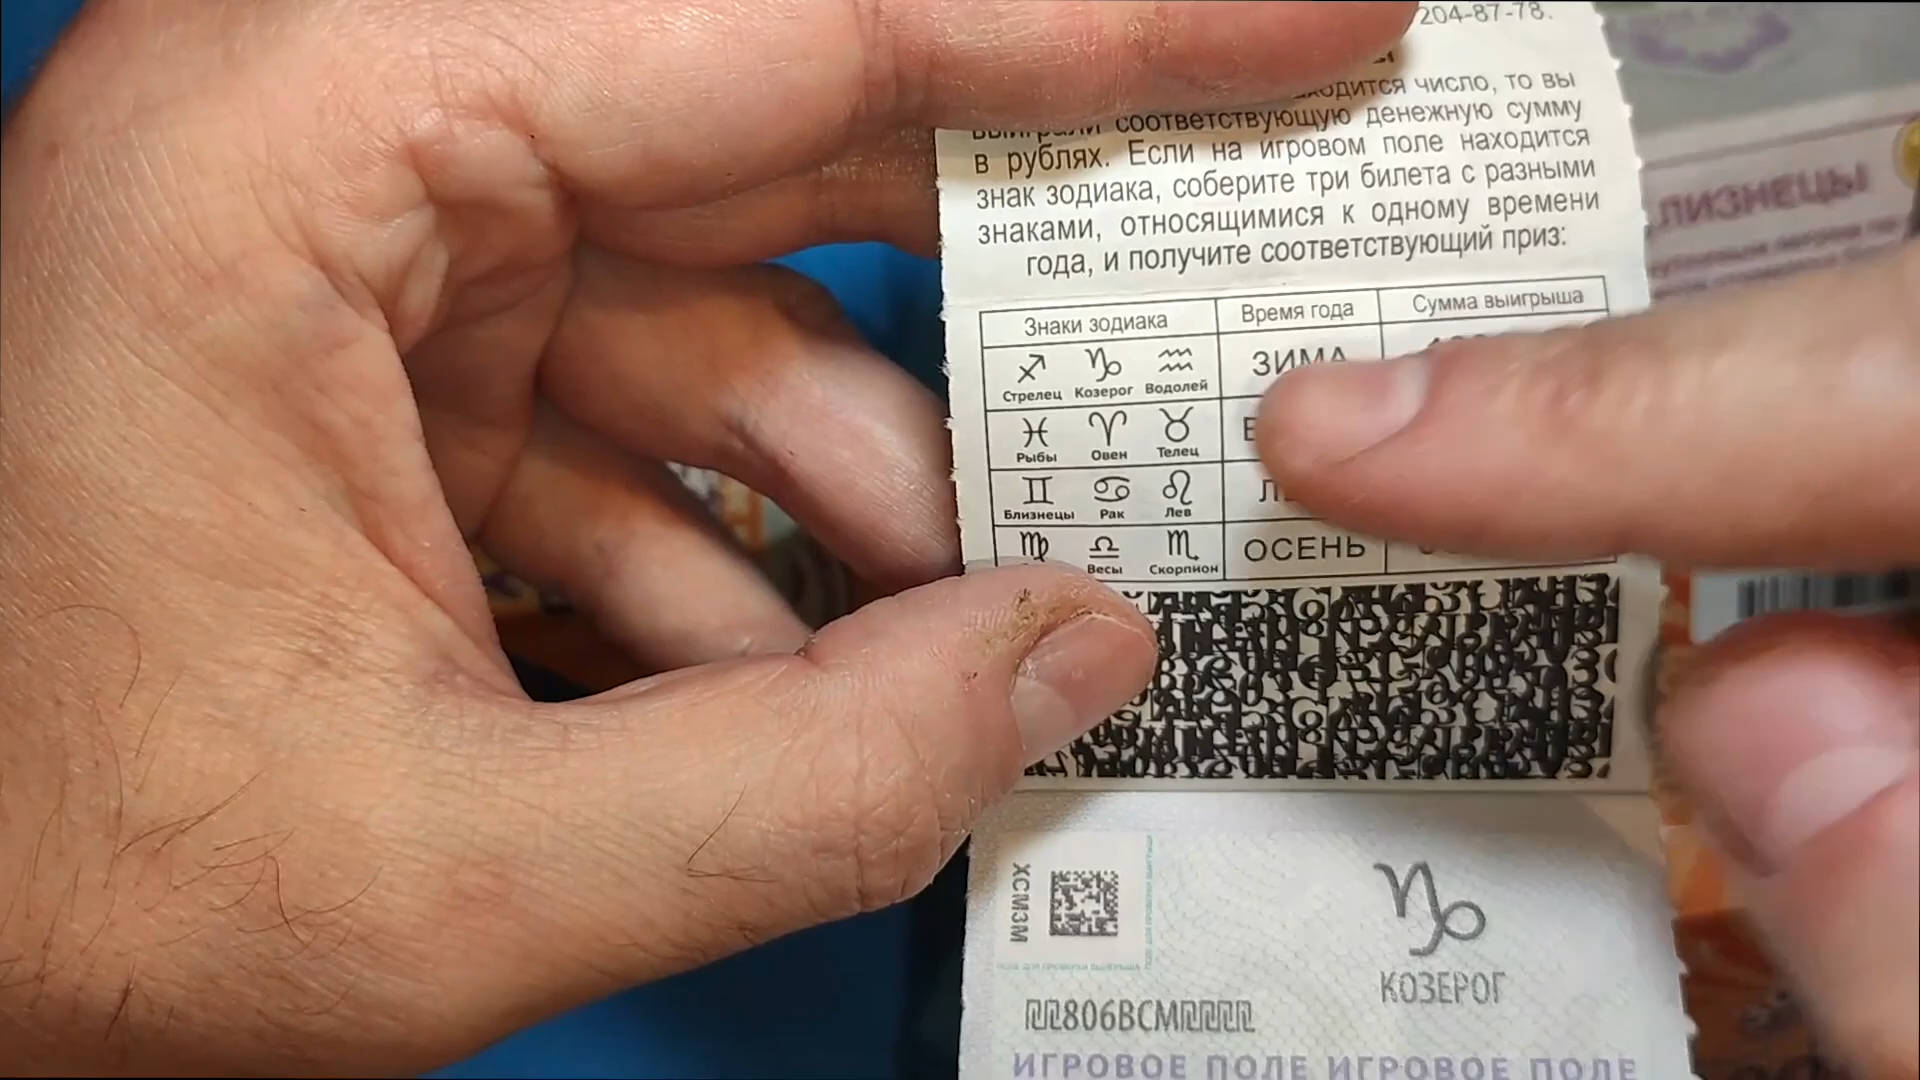 204-87-78.
находится число, то вы
выиграли соответствующую денежную сумму
в рублях. Если на игровом поле находится
знак зодиака, соберите три билета с разными
знаками, относящимися к одному времени
года, и получите соответствующий приз:
Знаки зодиака Время года Сумма выигрыша
Стрелец Козерог Водолей ЗИМА
Рыбы Овен Телец
Близнецы Рак Лев
Весы Скорпион ОСЕНЬ
ЛИЗНЕЦЫ
ХСМЗМ
КОЗЕРОГ
806ВСМ
ИГРОВОЕ ПОЛЕ ИГРОВОЕ ПОЛЕ